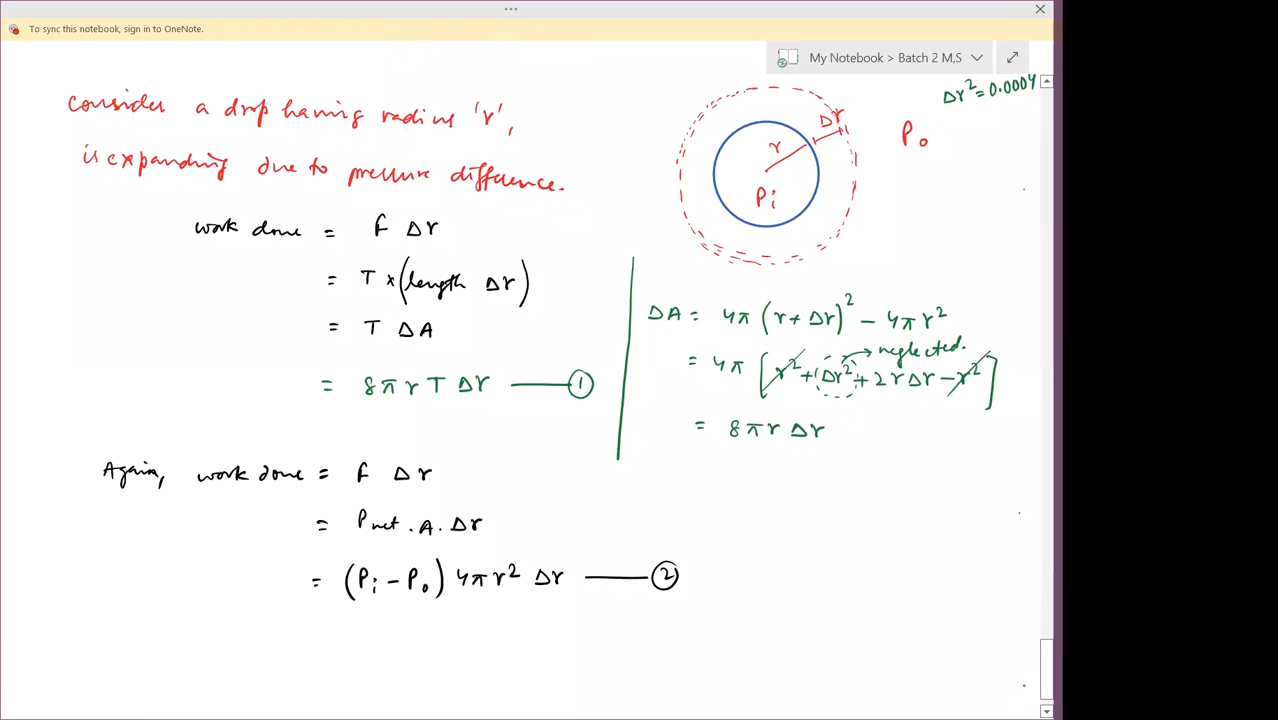 To sync this notebook, sign in to OneNote.
My Notebook > Batch 2 M,S
Δr² = 0.0004
Consider a drop having radius 'r',
is expanding due to pressure difference.
r
Δr
Pi
Po
work done = F Δr
= T × (length Δr)
= T ΔA
= 8πr T Δr —— ①
ΔA = 4π (r + Δr)² − 4πr²
→ neglected.
= 4π [r² + Δr² + 2rΔr − r²]
= 8πr Δr
Again, work done = F Δr
= Pnet . A . Δr
= (Pi − Po) 4πr² Δr —— ②